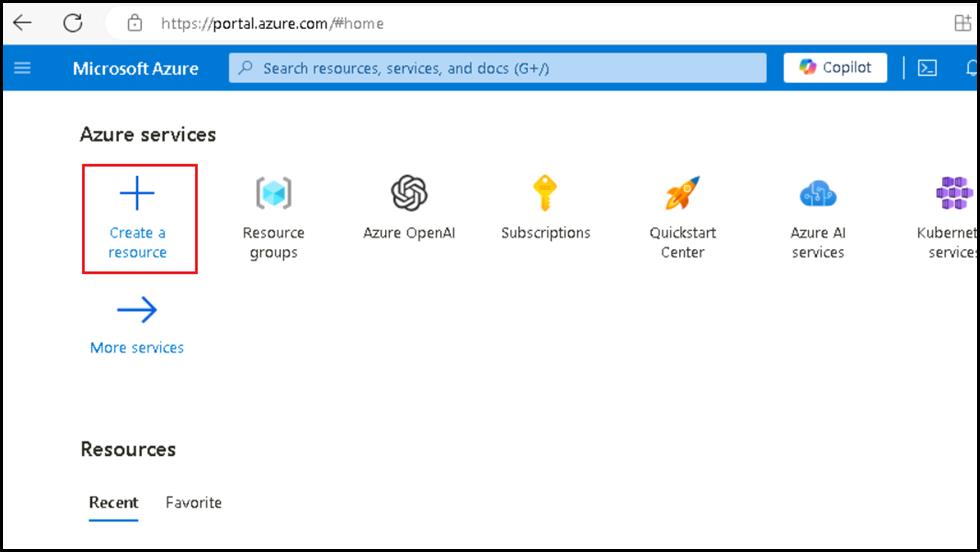 https://portal.azure.com/#home
Microsoft Azure
Search resources, services, and docs (G+/)
Copilot
Azure services
Create a
resource
Resource
groups
Azure OpenAI
Subscriptions
Quickstart
Center
Azure AI
services
Kubernet
services
More services
Resources
Recent
Favorite